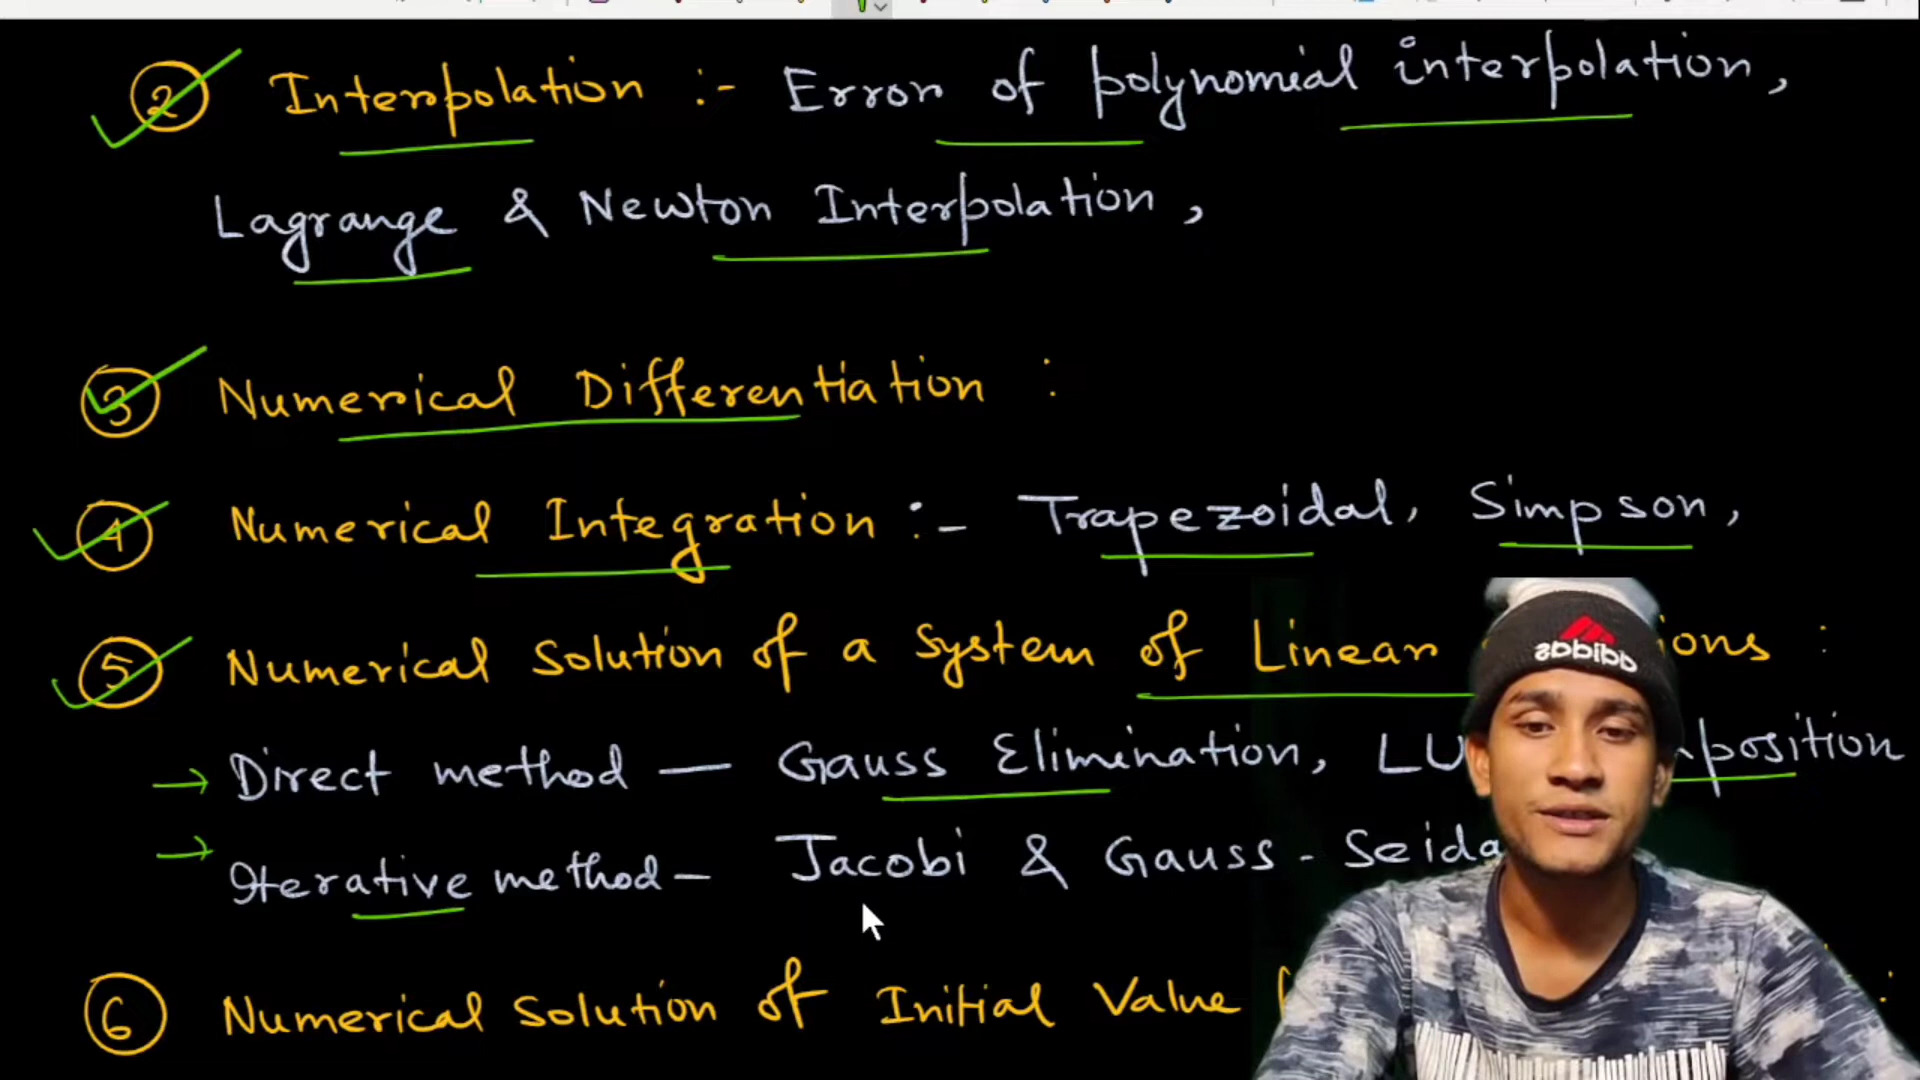 ② Interpolation :- Error of polynomial interpolation,
Lagrange & Newton Interpolation,
③ Numerical Differentiation :
④ Numerical Integration :- Trapezoidal, Simpson,
⑤ Numerical Solution of a System of Linear ions :
→ Direct method — Gauss Elimination, LU position
→ Iterative method - Jacobi & Gauss - Seida
⑥ Numerical Solution of Initial Value :
adidas